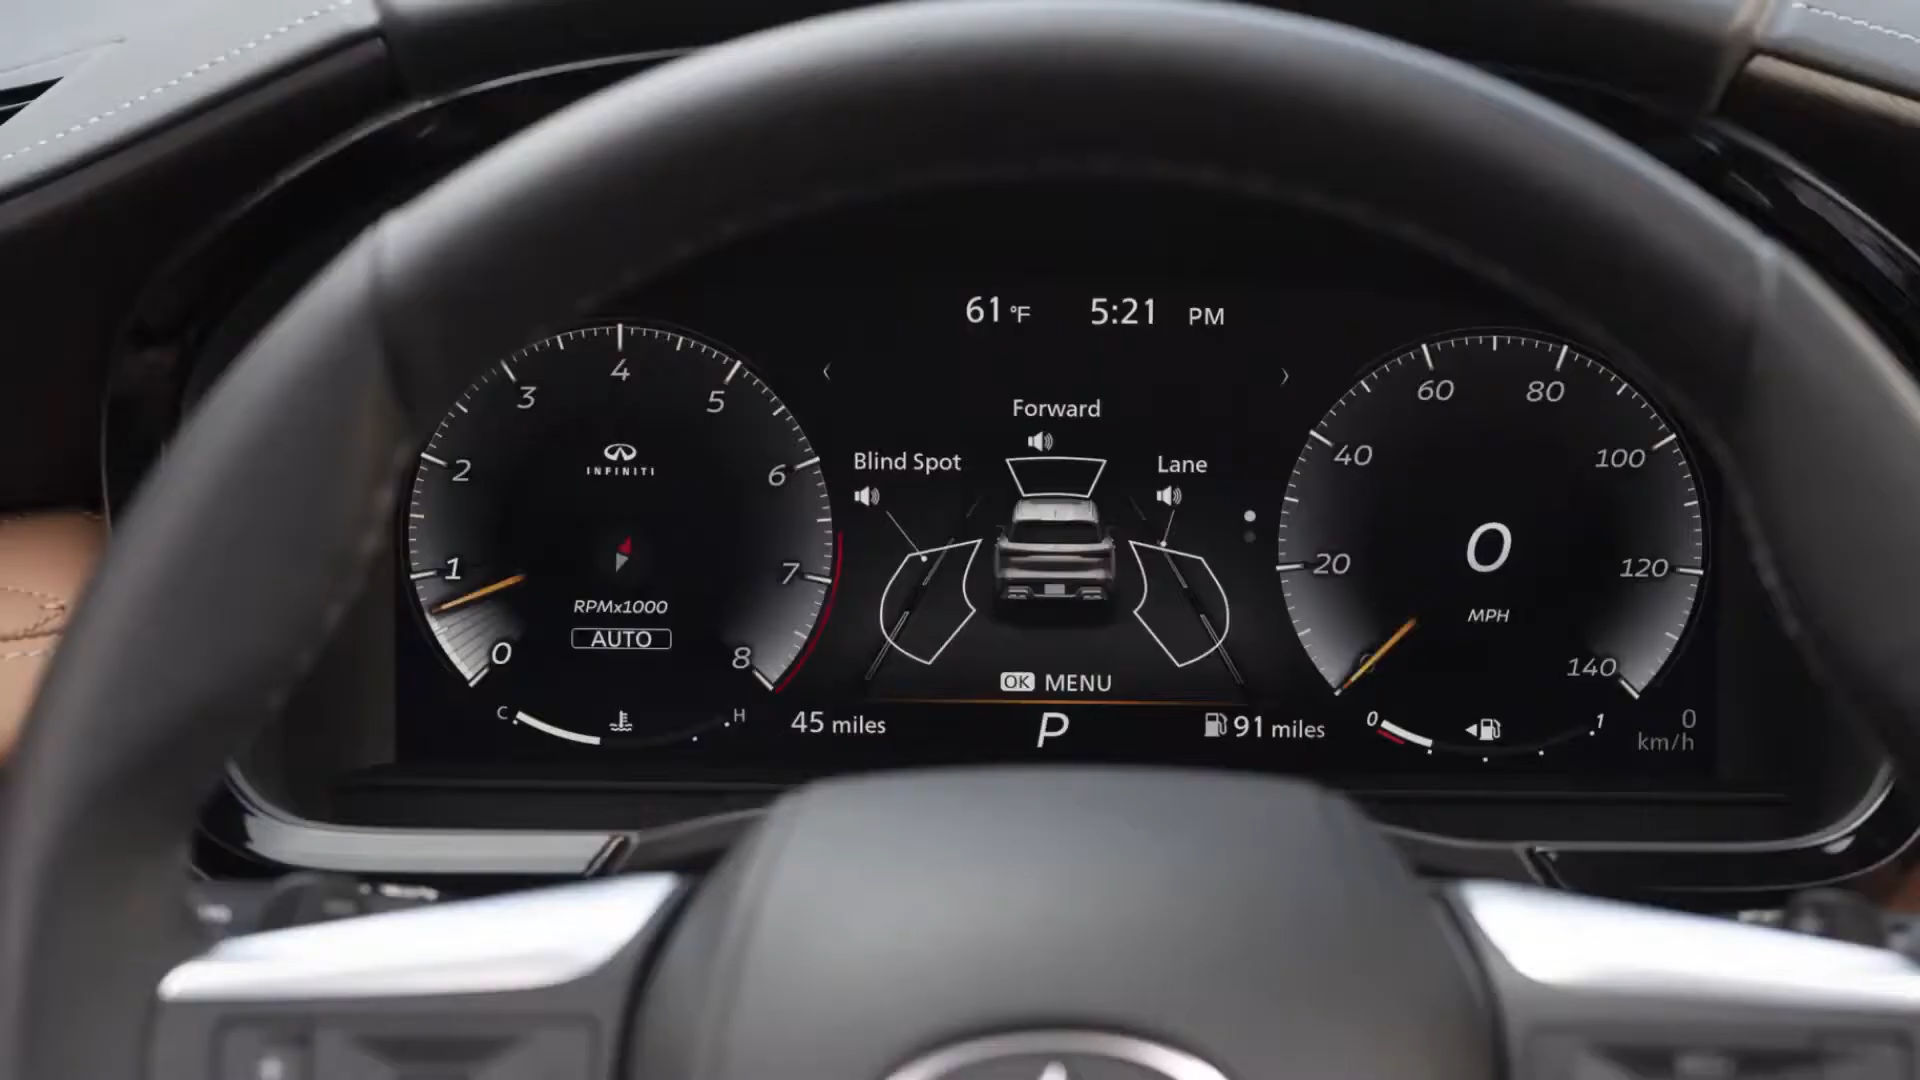 61 °F 5:21 PM
4
3
5
2
6
1
7
0
8
INFINITI
RPMx1000
AUTO
C
H
Forward
Blind Spot
Lane
OK MENU
45 miles
P
91 miles
60
80
40
100
20
120
0
140
0
MPH
0
1
0
km/h